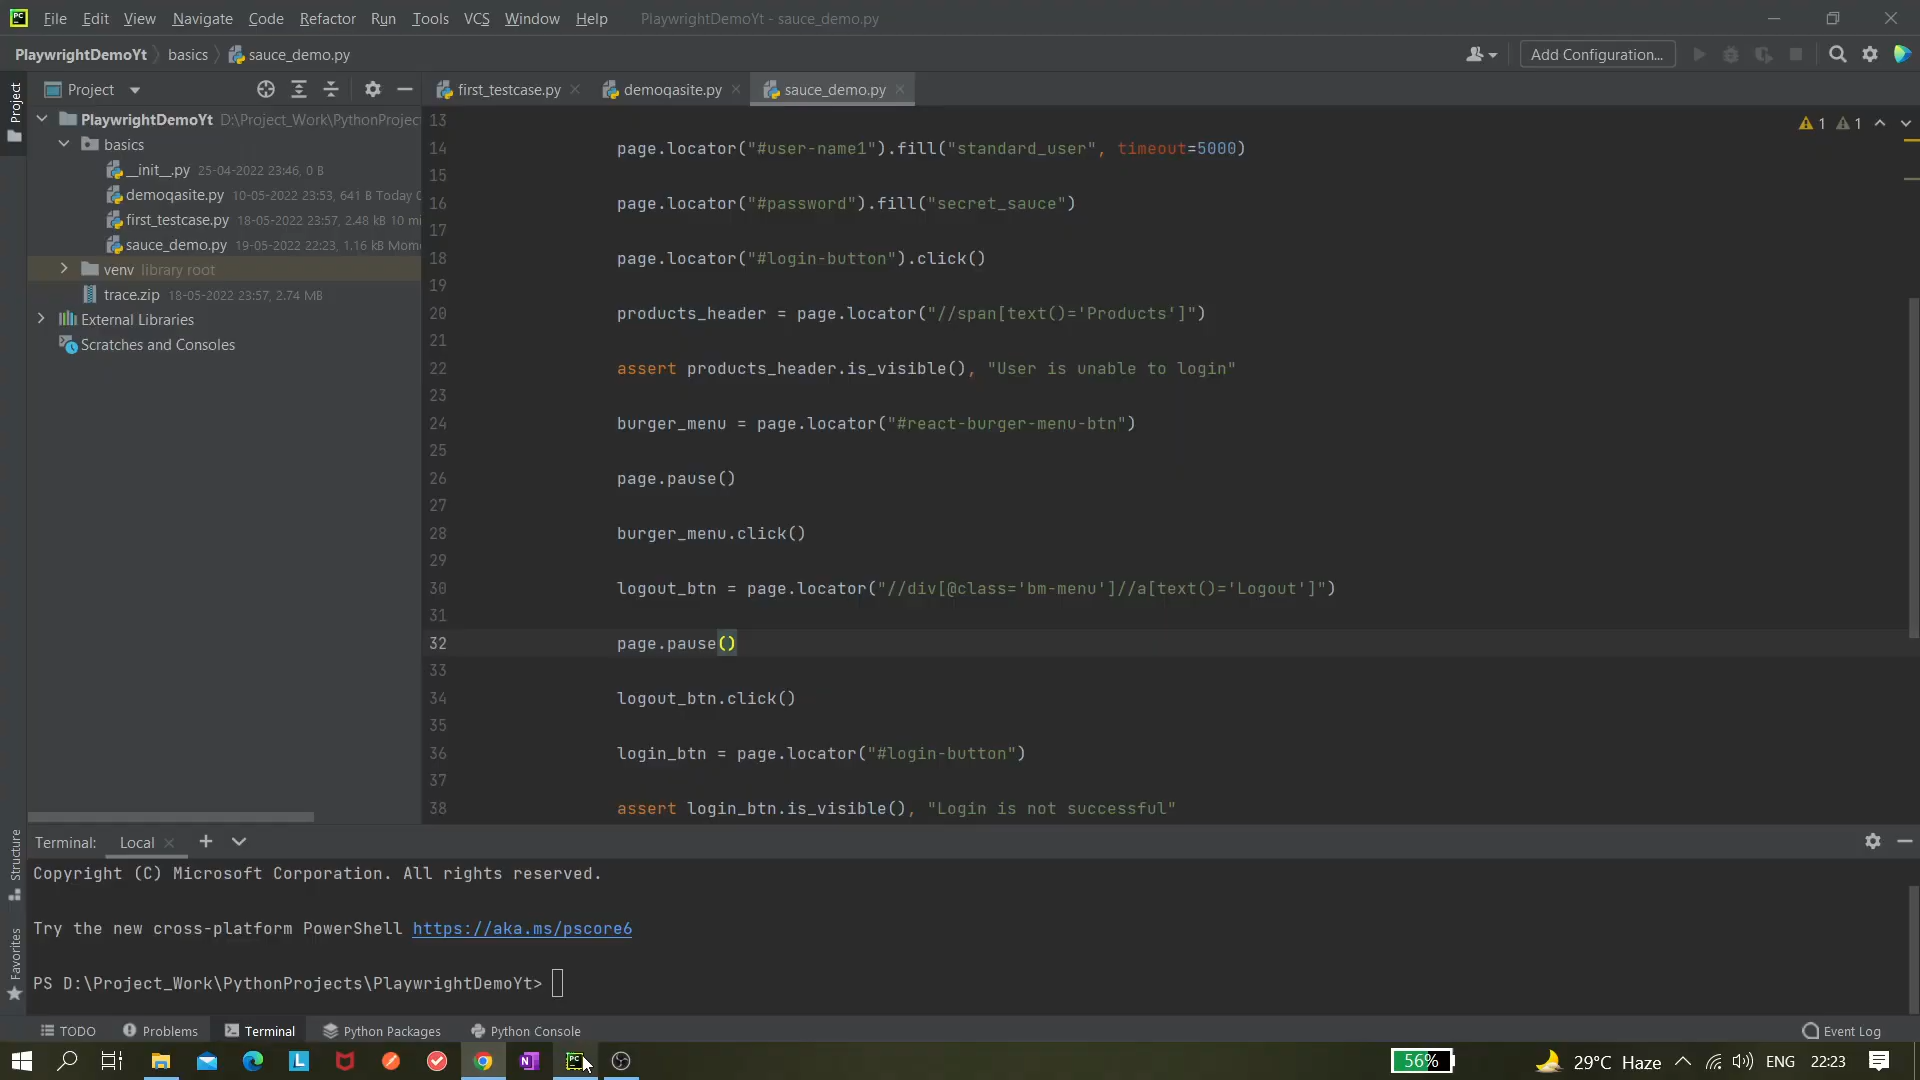 File Edit View Navigate Code Refactor Run Tools VCS Window Help PlaywrightDemoYt - sauce_demo.py
PlaywrightDemoYt basics sauce_demo.py Add Configuration...
Project
Project
first_testcase.py demoqasite.py sauce_demo.py
PlaywrightDemoYt D:\Project_Work\PythonProjec
basics
__init__.py 25-04-2022 23:46, 0 B
demoqasite.py 10-05-2022 23:53, 641 B Today
first_testcase.py 18-05-2022 23:57, 2.48 kB 10 mi
sauce_demo.py 19-05-2022 22:23, 1.16 kB Mom
venv library root
trace.zip 18-05-2022 23:57, 2.74 MB
External Libraries
Scratches and Consoles
1 1
13
14 page.locator("#user-name1").fill("standard_user", timeout=5000)
15
16 page.locator("#password").fill("secret_sauce")
17
18 page.locator("#login-button").click()
19
20 products_header = page.locator("//span[text()='Products']")
21
22 assert products_header.is_visible(), "User is unable to login"
23
24 burger_menu = page.locator("#react-burger-menu-btn")
25
26 page.pause()
27
28 burger_menu.click()
29
30 logout_btn = page.locator("//div[@class='bm-menu']//a[text()='Logout']")
31
32 page.pause()
33
34 logout_btn.click()
35
36 login_btn = page.locator("#login-button")
37
38 assert login_btn.is_visible(), "Login is not successful"
Structure
Favorites
Terminal: Local
Copyright (C) Microsoft Corporation. All rights reserved.
Try the new cross-platform PowerShell https://aka.ms/pscore6
PS D:\Project_Work\PythonProjects\PlaywrightDemoYt>
TODO Problems Terminal Python Packages Python Console Event Log
56% 29°C Haze ENG 22:23